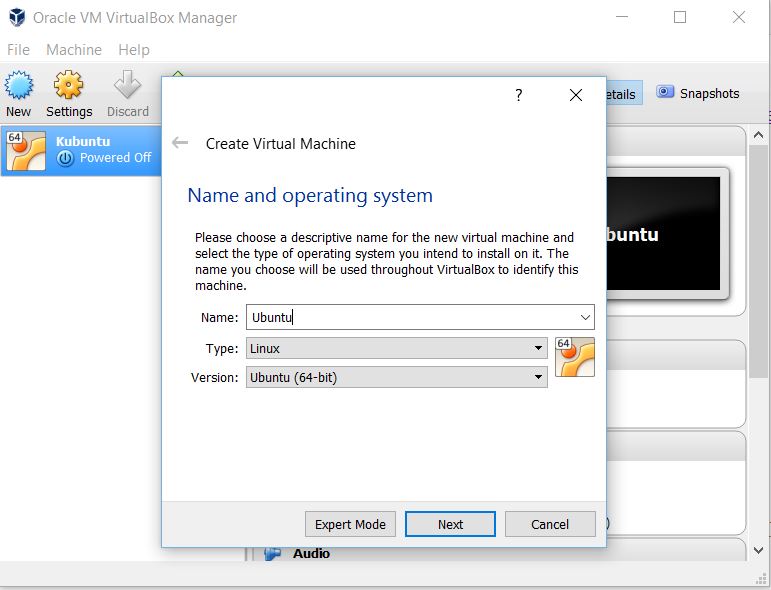 Oracle VM VirtualBox Manager
File Machine Help
New Settings Discard
Snapshots
64
Kubuntu
Powered Off
?
Create Virtual Machine
Name and operating system
Please choose a descriptive name for the new virtual machine and
select the type of operating system you intend to install on it. The
name you choose will be used throughout VirtualBox to identify this
machine.
Name: Ubuntu
Type: Linux
64
Version: Ubuntu (64-bit)
Expert Mode Next Cancel
Audio